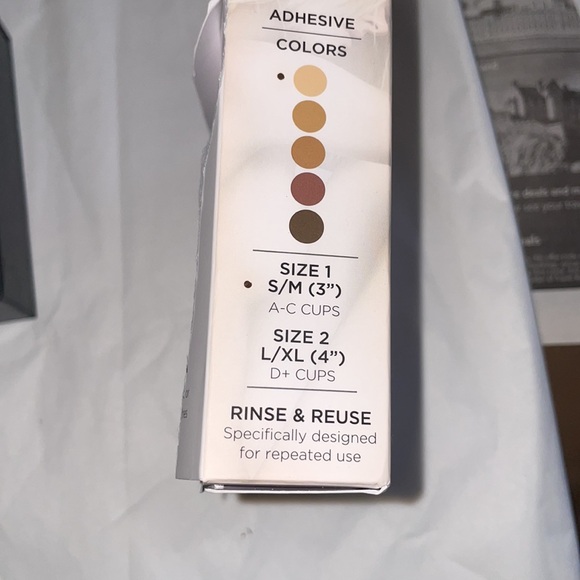 ADHESIVE
COLORS
SIZE 1
S/M (3”)
A-C CUPS
SIZE 2
L/XL (4”)
D+ CUPS
RINSE & REUSE
Specifically designed
for repeated use